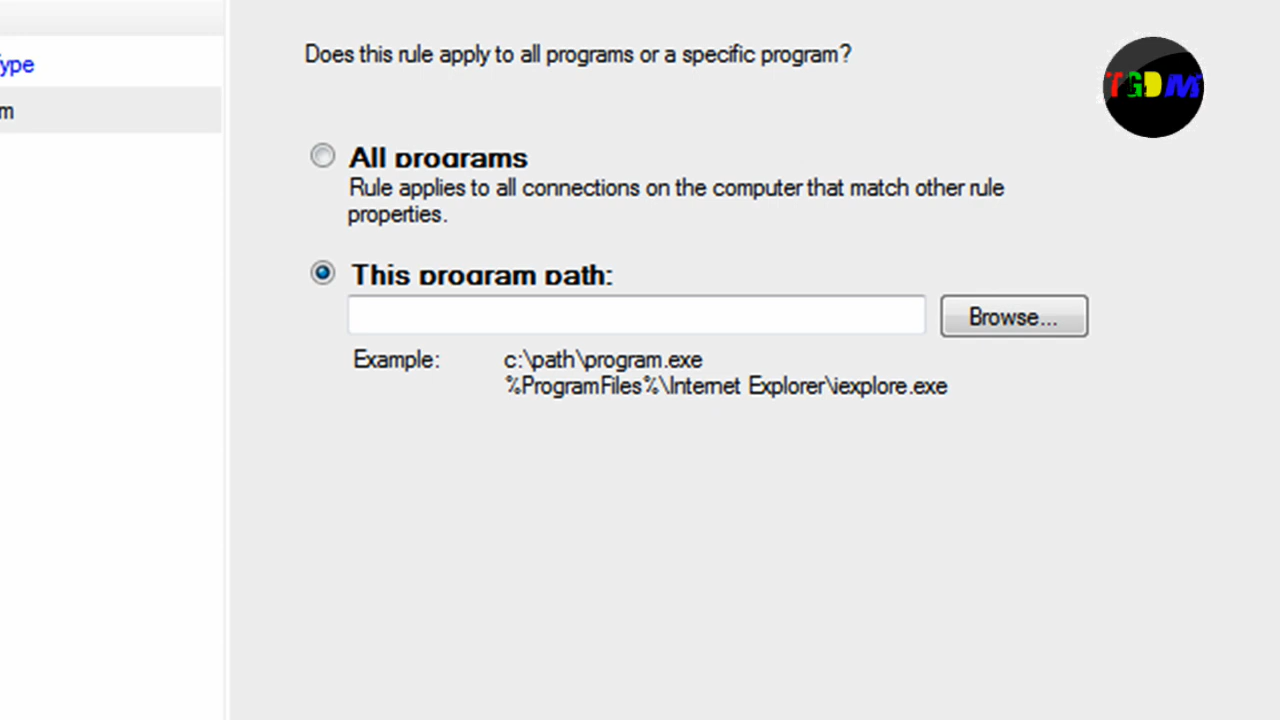 Does this rule apply to all programs or a specific program?
TGDM
ype
m
All programs
Rule applies to all connections on the computer that match other rule
properties.
This program path:
Browse...
Example:
c:\path\program.exe
%ProgramFiles%\Internet Explorer\iexplore.exe